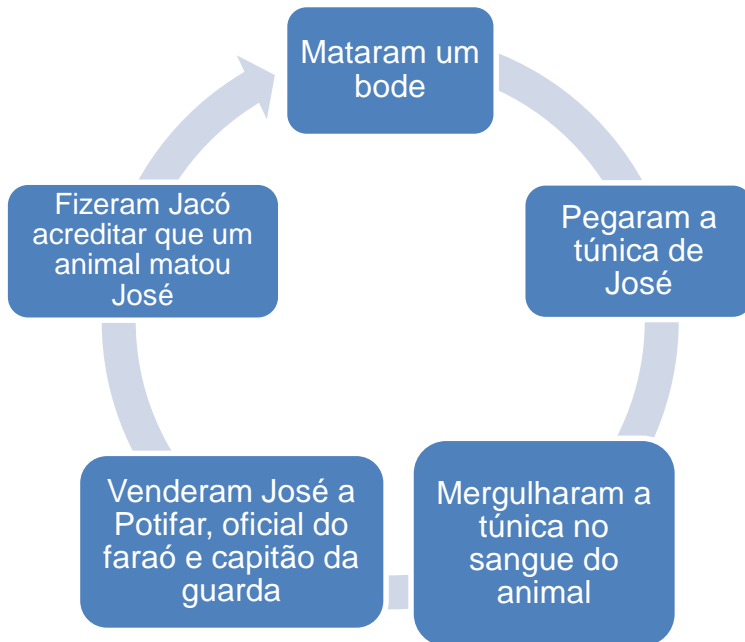 Mataram um
bode
Pegaram a
túnica de
José
Mergulharam a
túnica no
sangue do
animal
Venderam José a
Potifar, oficial do
faraó e capitão da
guarda
Fizeram Jacó
acreditar que um
animal matou
José